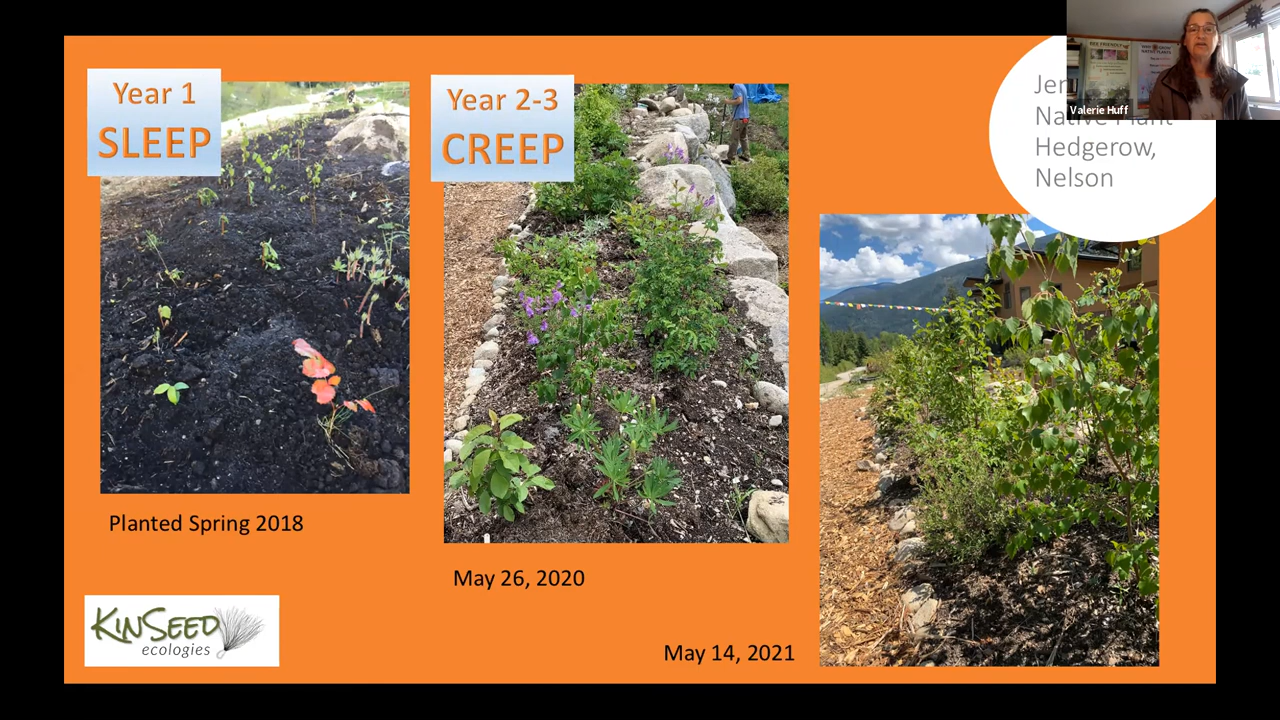 Year 1
SLEEP
Year 2-3
CREEP
Native Plant
Hedgerow,
Nelson
Valerie Huff
Planted Spring 2018
May 26, 2020
May 14, 2021
KINSEED
ecologies